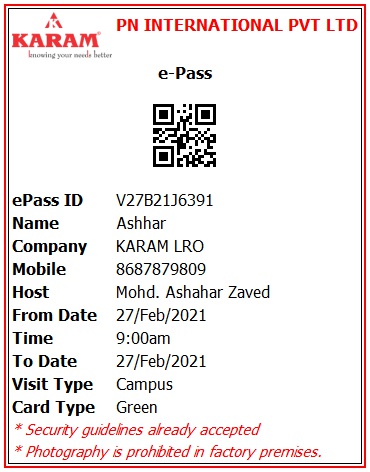 PN INTERNATIONAL PVT LTD
KARAM®
knowing your needs better
e-Pass
ePass ID V27B21J6391
Name Ashhar
Company KARAM LRO
Mobile 8687879809
Host Mohd. Ashahar Zaved
From Date 27/Feb/2021
Time 9:00am
To Date 27/Feb/2021
Visit Type Campus
Card Type Green
* Security guidelines already accepted
* Photography is prohibited in factory premises.